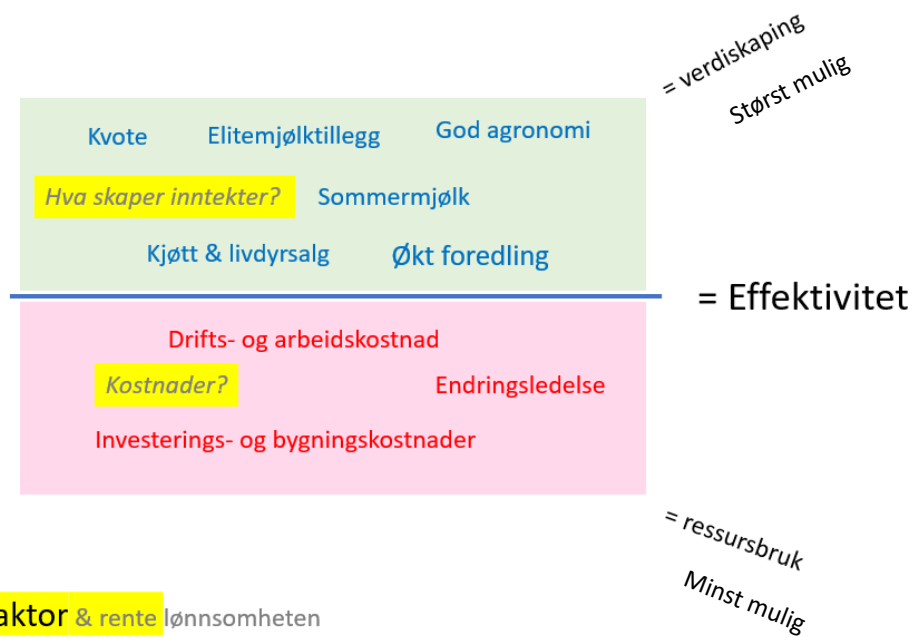 = verdiskaping
Størst mulig
Kvote Elitemjølktillegg God agronomi
Hva skaper inntekter? Sommermjølk
Kjøtt & livdyrsalg Økt foredling
= Effektivitet
Drifts- og arbeidskostnad
Kostnader? Endringsledelse
Investerings- og bygningskostnader
= ressursbruk
Minst mulig
aktor & rente lønnsomheten